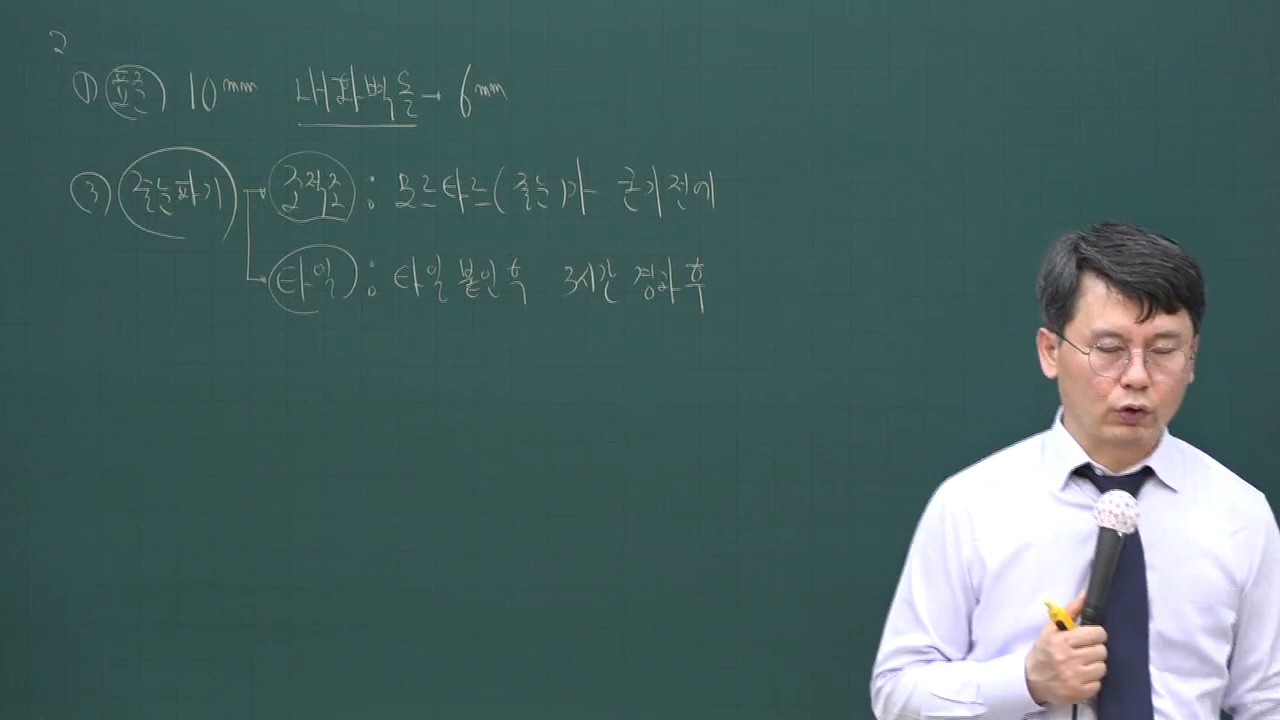 2
① 표준 10mm 내화벽돌 → 6mm
③ 줄눈파기 → 조적조 : 모르타르(줄눈)가 굳기전에
타일 : 타일 붙인 후 3시간 경과 후